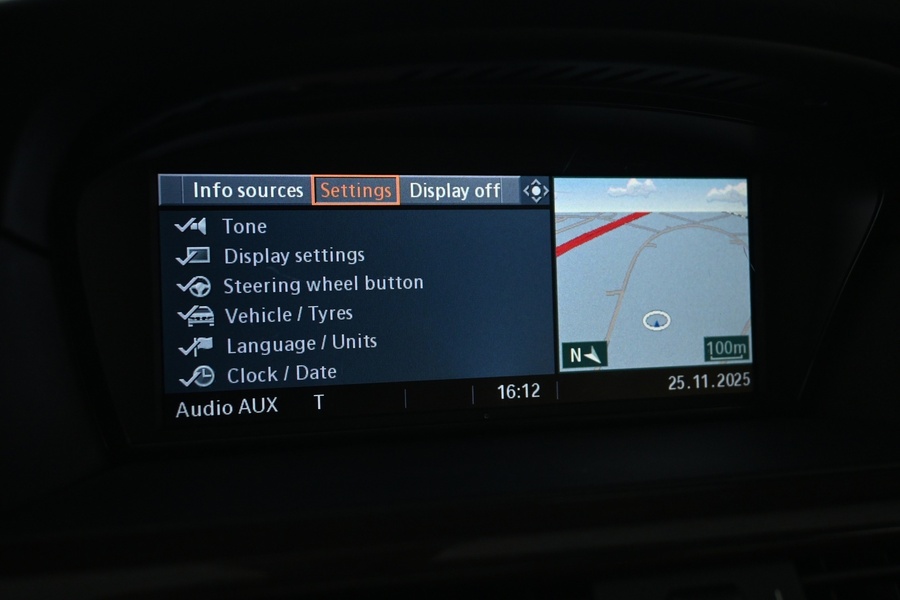 Info sources Settings Display off
Tone
Display settings
Steering wheel button
Vehicle / Tyres
Language / Units
Clock / Date
N 100m
Audio AUX T 16:12 25.11.2025